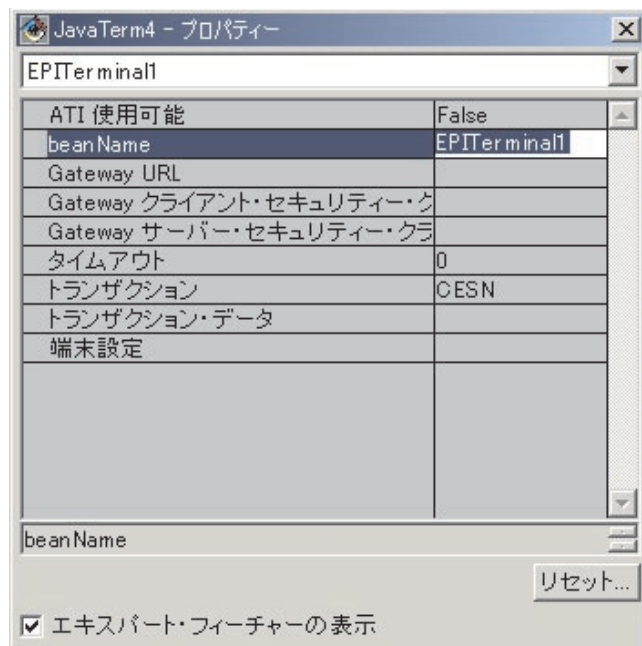 JavaTerm4 - プロパティー
EPITerminal1
ATI 使用可能 False
beanName EPITerminal1
Gateway URL
Gateway クライアント・セキュリティー・ク
Gateway サーバー・セキュリティー・クラ
タイムアウト 0
トランザクション CESN
トランザクション・データ
端末設定
beanName
リセット...
エキスパート・フィーチャーの表示